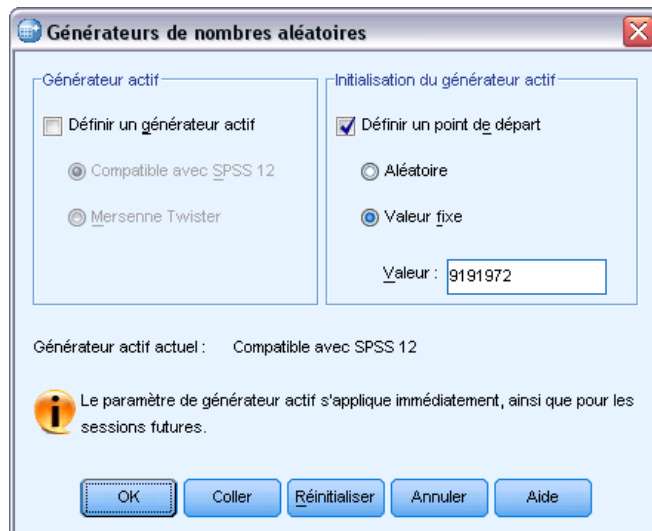 Générateurs de nombres aléatoires
Générateur actif
Définir un générateur actif
Compatible avec SPSS 12
Mersenne Twister
Initialisation du générateur actif
Définir un point de départ
Aléatoire
Valeur fixe
Valeur : 9191972
Générateur actif actuel : Compatible avec SPSS 12
Le paramètre de générateur actif s'applique immédiatement, ainsi que pour les
sessions futures.
OK Coller Réinitialiser Annuler Aide